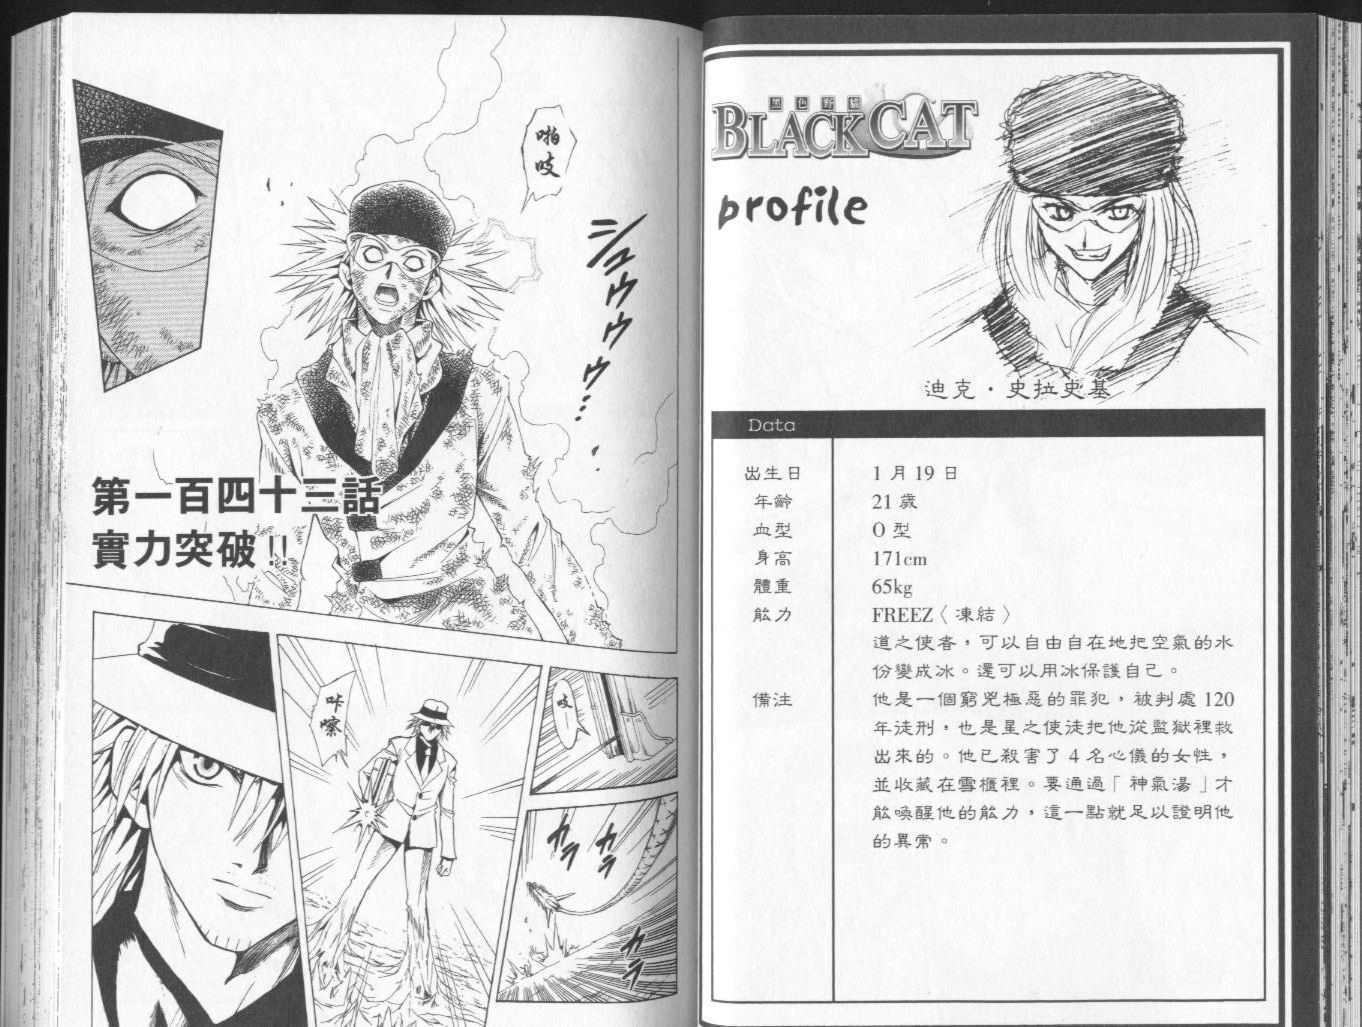 黑色野貓
BLACK CAT
profile
迪克・史拉史基
Data
出生日 1 月 19 日
年齡 21 歲
血型 O 型
身高 171cm
體重 65kg
能力 FREEZ〈凍結〉
道之使者，可以自由自在地把空氣的水
份變成冰。還可以用冰保護自己。
備注 他是一個窮兇極惡的罪犯，被判處 120
年徒刑，也是星之使徒把他從監獄裡救
出來的。他已殺害了 4 名心儀的女性，
並收藏在雪櫃裡。要通過「神氣湯」才
能喚醒他的能力，這一點就足以證明他
的異常。
啪吱
シュウウウ…
第一百四十三話
實力突破!!
吱—
咔嚓
カラ
カラ
カラ